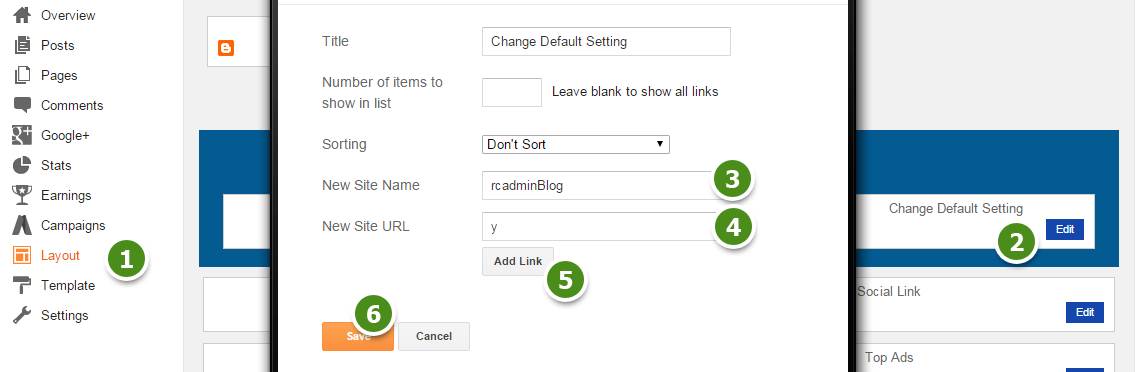 Overview
Posts
Pages
Comments
Google+
Stats
Earnings
Campaigns
Layout 1
Template
Settings
Title Change Default Setting
Number of items to
show in list Leave blank to show all links
Sorting Don't Sort
New Site Name rcadminBlog 3
New Site URL y 4
Add Link 5
6
Save Cancel
Change Default Setting
2 Edit
Social Link
Edit
Top Ads